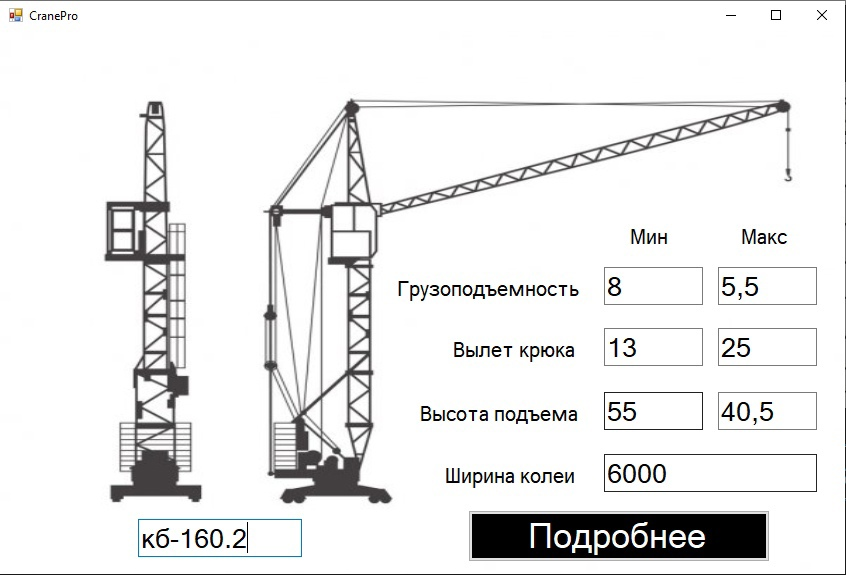 CranePro
Мин Макс
Грузоподъемность 8 5,5
Вылет крюка 13 25
Высота подъема 55 40,5
Ширина колеи 6000
кб-160.2 Подробнее